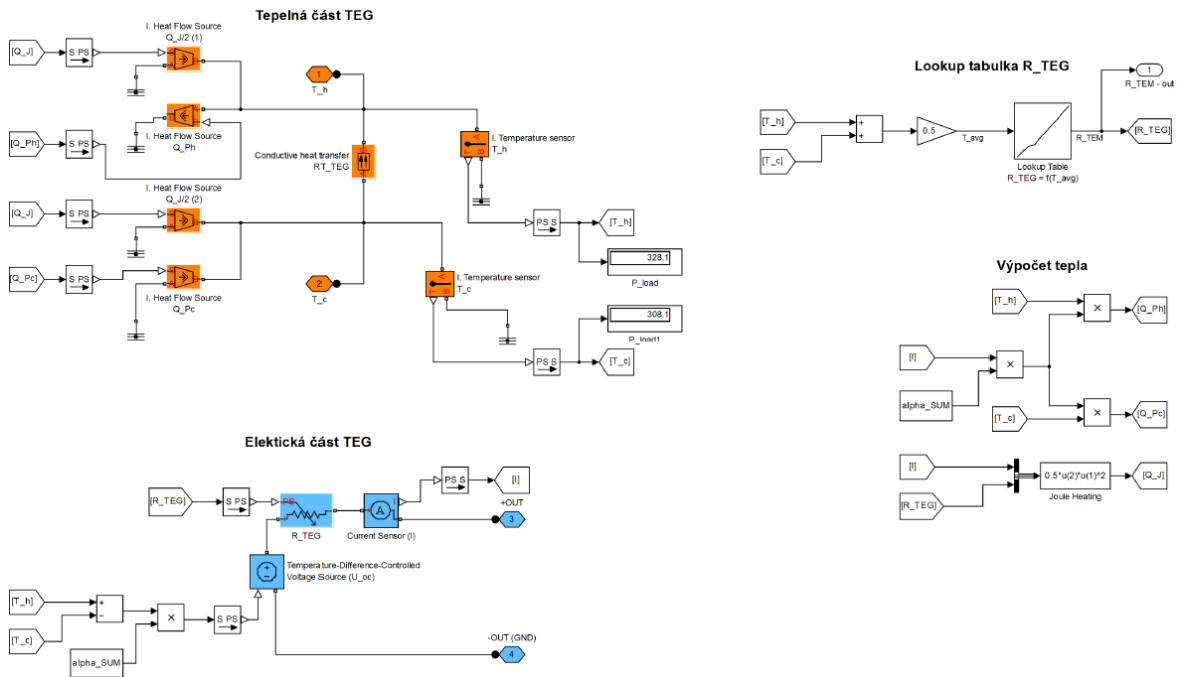 Tepelná část TEG
I. Heat Flow Source
Q_J/2 (1)
[Q_J]
S PS
S
A
B
1
T_h
[Q_Ph]
S PS
I. Heat Flow Source
Q_Ph
Conductive heat transfer
RT_TEG
I. Temperature sensor
T_h
T
A
B
I. Heat Flow Source
Q_J/2 (2)
[Q_J]
S PS
PS S
[T_h]
328.1
P_load
[Q_Pc]
S PS
I. Heat Flow Source
Q_Pc
2
T_c
I. Temperature sensor
T_c
T
A
B
308.1
P_load1
PS S
[T_c]
Lookup tabulka R_TEG
1
R_TEM - out
[T_h]
[T_c]
+
+
0.5
T_avg
R_TEM
[R_TEG]
Lookup Table
R_TEG = f(T_avg)
Výpočet tepla
[T_h]
×
[Q_Ph]
[I]
×
alpha_SUM
[T_c]
×
[Q_Pc]
[I]
[R_TEG]
0.5*u(2)*u(1)^2
[Q_J]
Joule Heating
Elektická část TEG
[R_TEG]
S PS
PS
R_TEG
A
I
Current Sensor (I)
PS S
[I]
+OUT
3
Temperature-Difference-Controlled
Voltage Source (U_oc)
[T_h]
[T_c]
+
−
×
S PS
alpha_SUM
-OUT (GND)
4